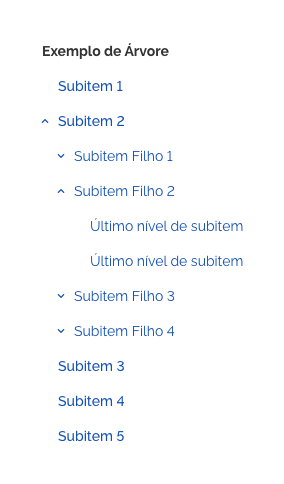 Exemplo de Árvore
Subitem 1
Subitem 2
Subitem Filho 1
Subitem Filho 2
Último nível de subitem
Último nível de subitem
Subitem Filho 3
Subitem Filho 4
Subitem 3
Subitem 4
Subitem 5